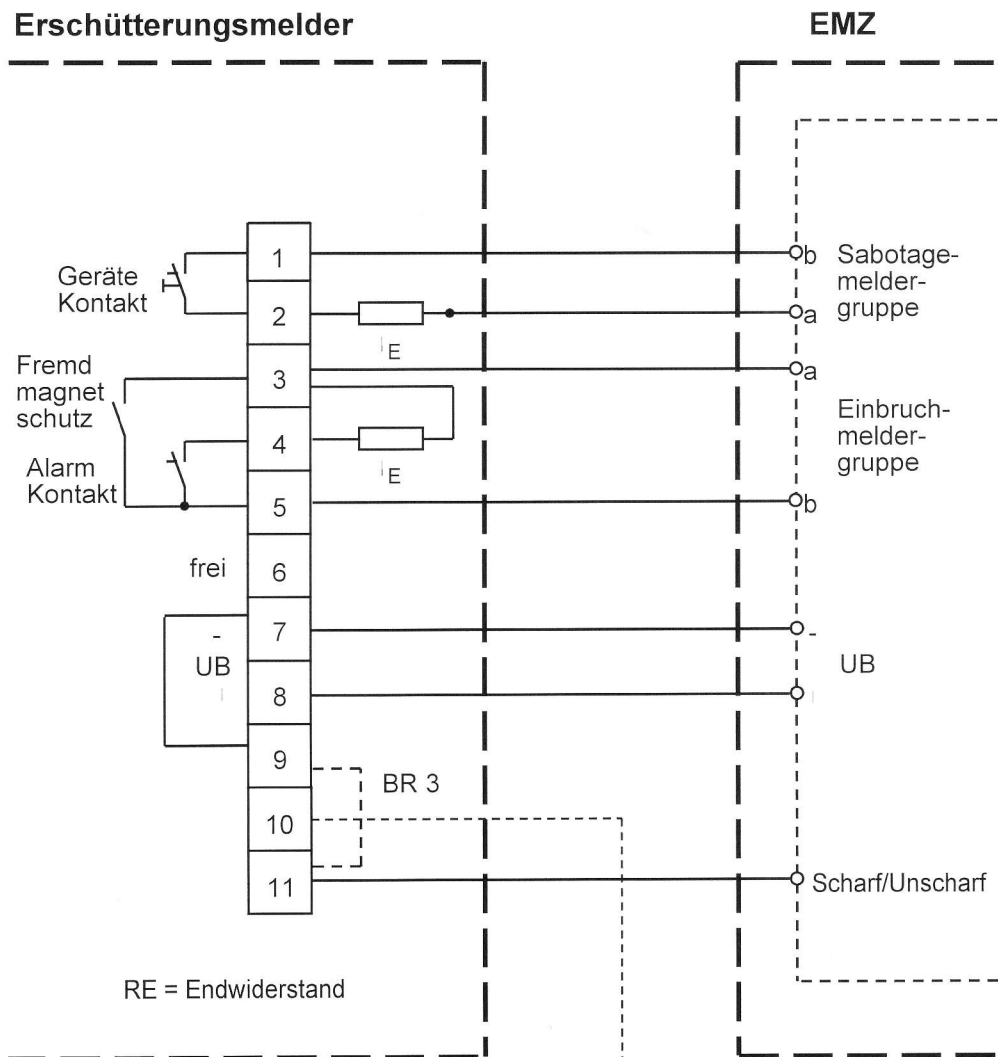 Erschütterungsmelder
EMZ
Geräte
Kontakt
1
b
Sabotage-
melder-
gruppe
2
E
a
Fremd
magnet
schutz
3
a
4
E
Einbruch-
melder-
gruppe
Alarm
Kontakt
5
b
frei
6
7
-
UB
-
UB
8
9
BR 3
10
11
Scharf/Unscharf
RE = Endwiderstand